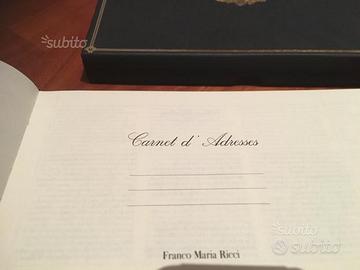 subito
Carnet d' Adresses
Franco Maria Ricci
subito